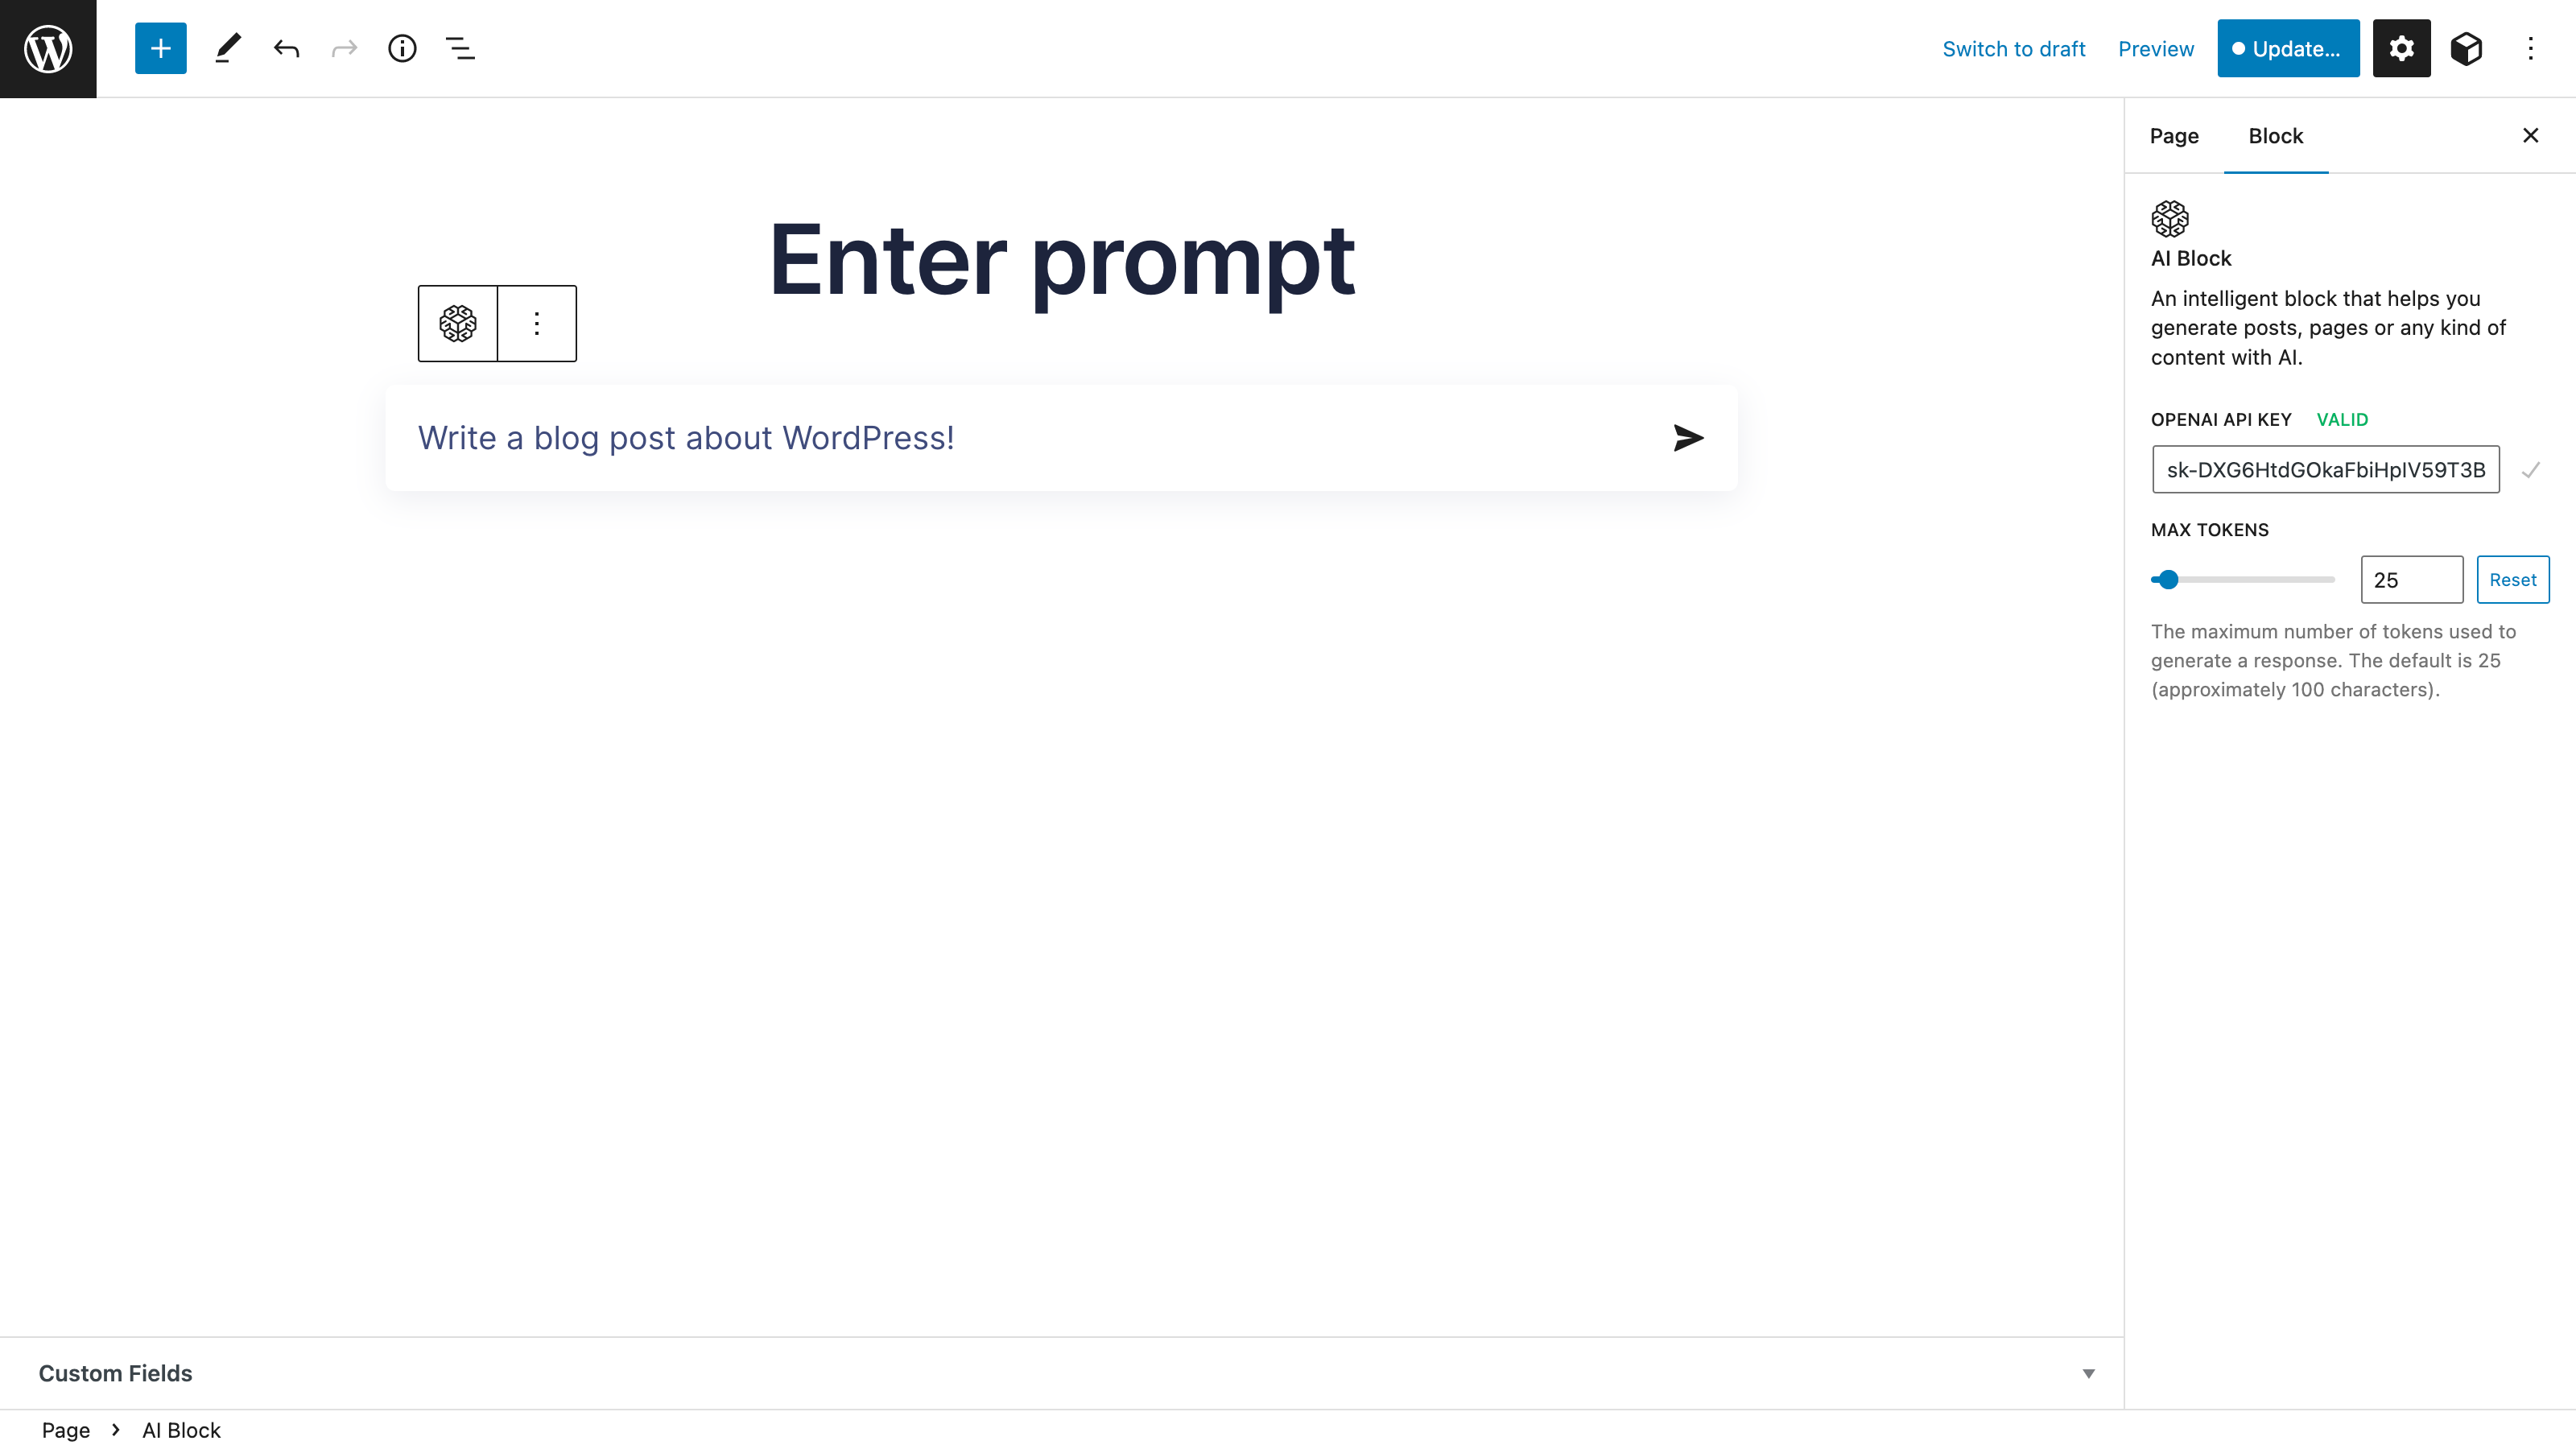 Switch to draft
Preview
Update...
Page
Block
Enter prompt
AI Block
An intelligent block that helps you
generate posts, pages or any kind of
content with AI.
Write a blog post about WordPress!
OPENAI API KEY VALID
sk-DXG6HtdGOkaFbiHplV59T3B
MAX TOKENS
25
Reset
The maximum number of tokens used to
generate a response. The default is 25
(approximately 100 characters).
Custom Fields
Page
AI Block